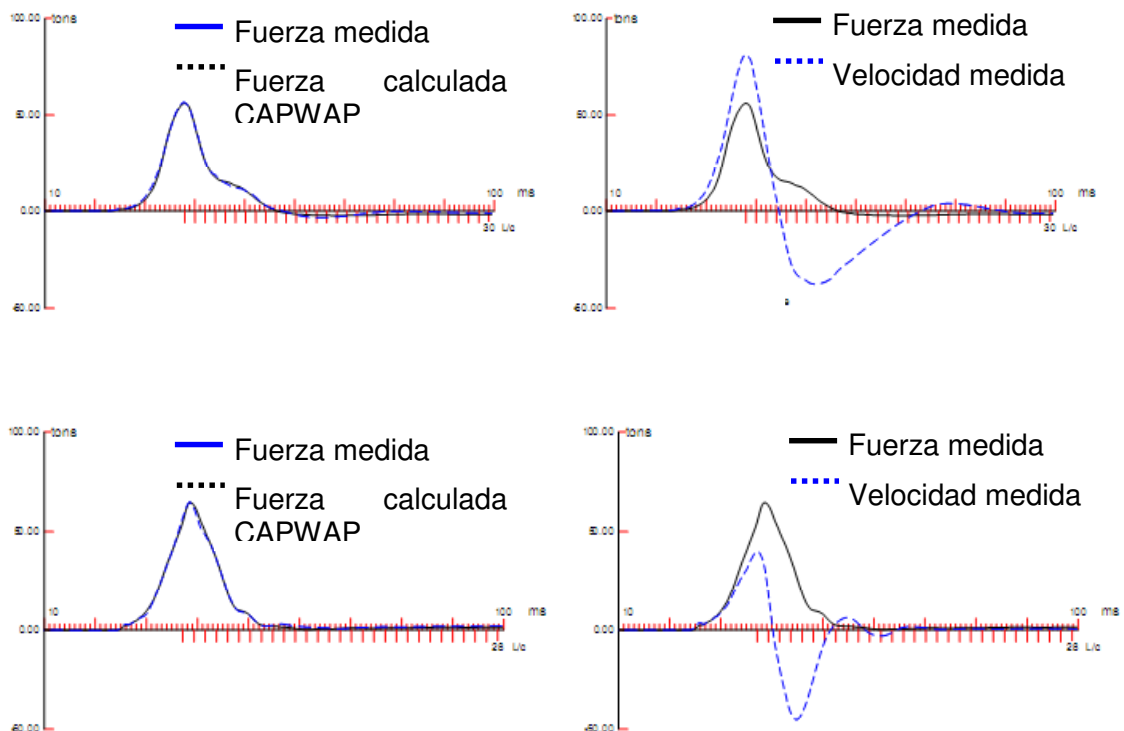 100.00 tons
Fuerza medida
Fuerza calculada
CAPWAP
50.00
10 100 ms
0.00
30 L/c
-50.00
100.00 tons
Fuerza medida
Velocidad medida
50.00
10 100 ms
0.00
30 L/c
-50.00
100.00 tons
Fuerza medida
Fuerza calculada
CAPWAP
50.00
10 100 ms
0.00
28 L/c
-50.00
100.00 tons
Fuerza medida
Velocidad medida
50.00
10 100 ms
0.00
28 L/c
-50.00